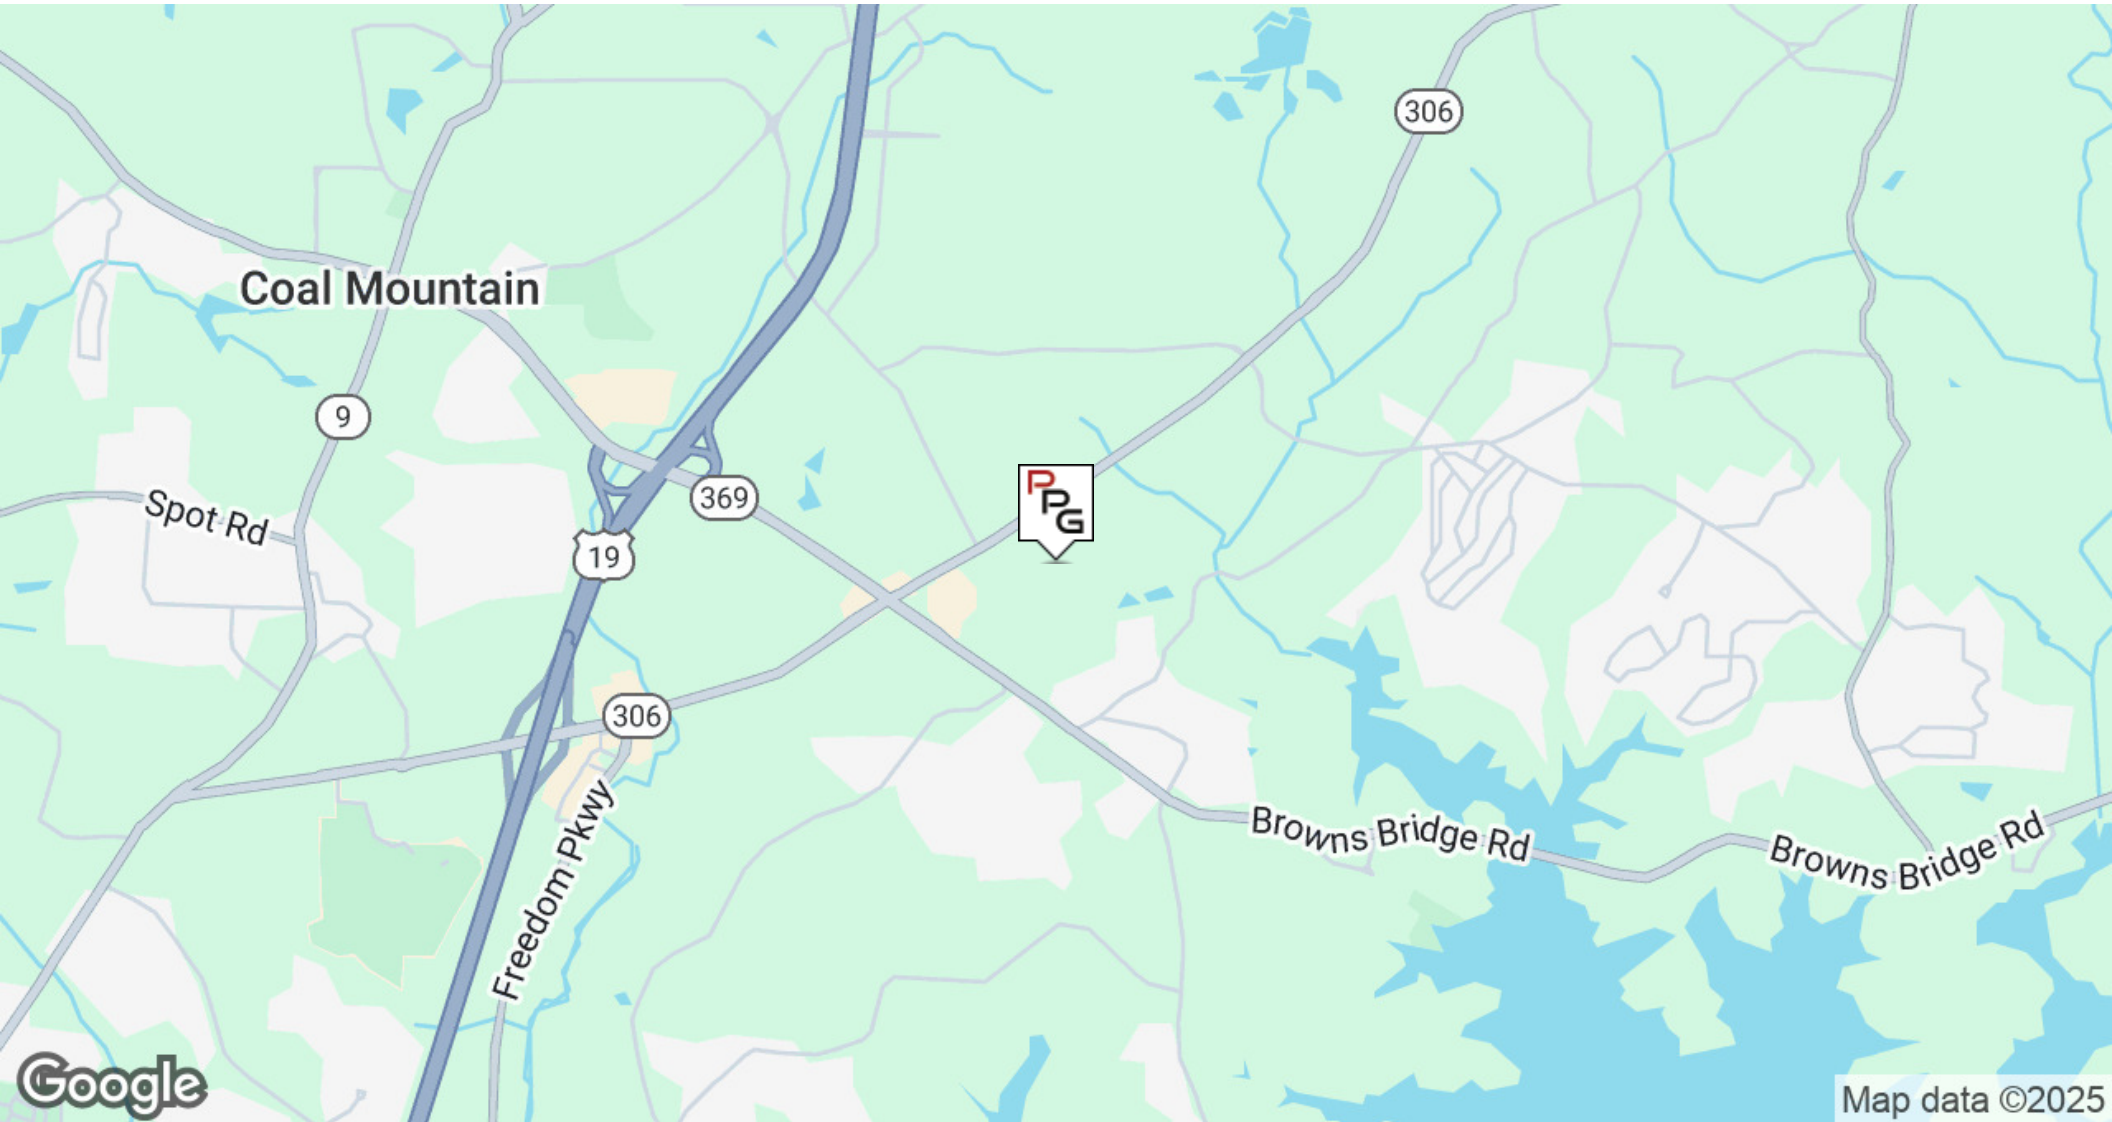 306
Coal Mountain
9
369
Spot Rd
19
PPG
306
Freedom Pkwy
Browns Bridge Rd
Browns Bridge Rd
Google
Map data ©2025